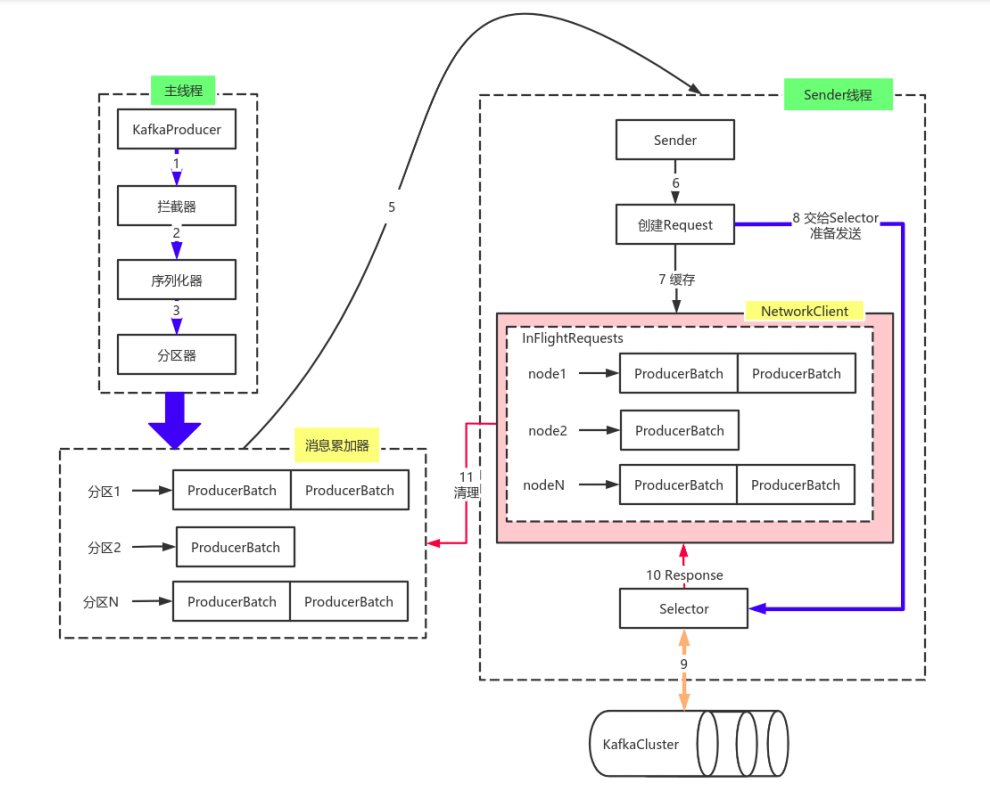 主线程
KafkaProducer
1
拦截器
2
序列化器
3
分区器
消息累加器
分区1
ProducerBatch
ProducerBatch
分区2
ProducerBatch
分区N
ProducerBatch
ProducerBatch
5
Sender线程
Sender
6
创建Request
8 交给Selector
准备发送
7 缓存
NetworkClient
InFlightRequests
node1
ProducerBatch
ProducerBatch
node2
ProducerBatch
nodeN
ProducerBatch
ProducerBatch
11
清理
10 Response
Selector
9
KafkaCluster